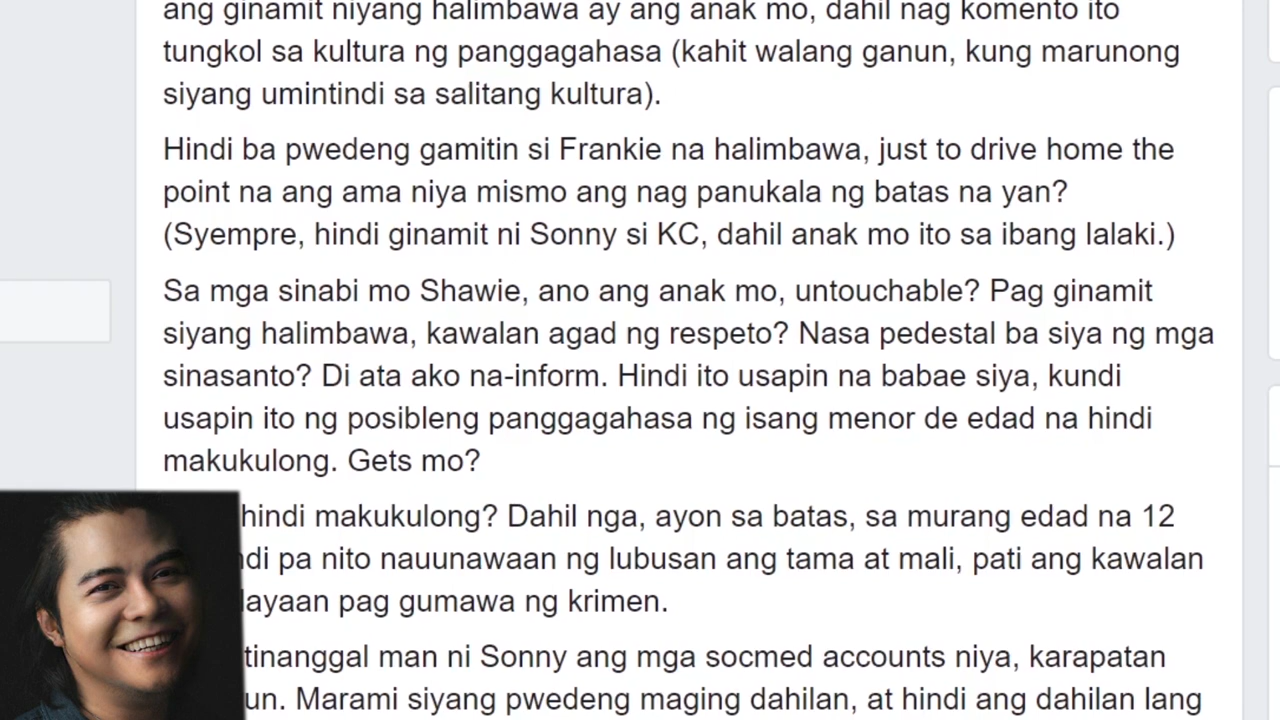 ang ginamit niyang halimbawa ay ang anak mo, dahil nag komento ito
tungkol sa kultura ng panggagahasa (kahit walang ganun, kung marunong
siyang umintindi sa salitang kultura).
Hindi ba pwedeng gamitin si Frankie na halimbawa, just to drive home the
point na ang ama niya mismo ang nag panukala ng batas na yan?
(Syempre, hindi ginamit ni Sonny si KC, dahil anak mo ito sa ibang lalaki.)
Sa mga sinabi mo Shawie, ano ang anak mo, untouchable? Pag ginamit
siyang halimbawa, kawalan agad ng respeto? Nasa pedestal ba siya ng mga
sinasanto? Di ata ako na-inform. Hindi ito usapin na babae siya, kundi
usapin ito ng posibleng panggagahasa ng isang menor de edad na hindi
makukulong. Gets mo?
hindi makukulong? Dahil nga, ayon sa batas, sa murang edad na 12
pa nito nauunawaan ng lubusan ang tama at mali, pati ang kawalan
pag gumawa ng krimen.
tinanggal man ni Sonny ang mga socmed accounts niya, karapatan
Marami siyang pwedeng maging dahilan, at hindi ang dahilan lang